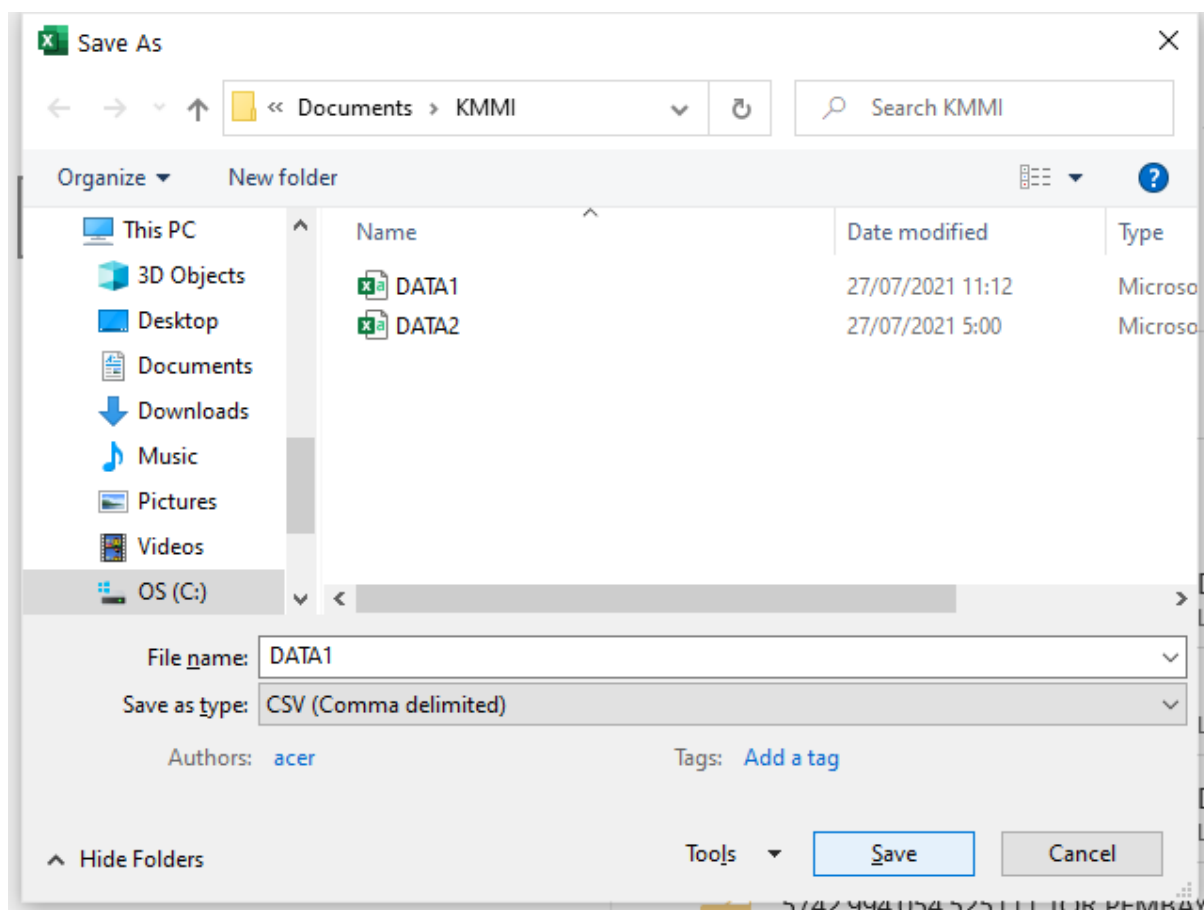 Save As
« Documents › KMMI
Search KMMI
Organize
New folder
This PC
3D Objects
Desktop
Documents
Downloads
Music
Pictures
Videos
OS (C:)
Name Date modified Type
DATA1 27/07/2021 11:12 Microso
DATA2 27/07/2021 5:00 Microso
File name: DATA1
Save as type: CSV (Comma delimited)
Authors: acer Tags: Add a tag
Hide Folders
Tools
Save
Cancel